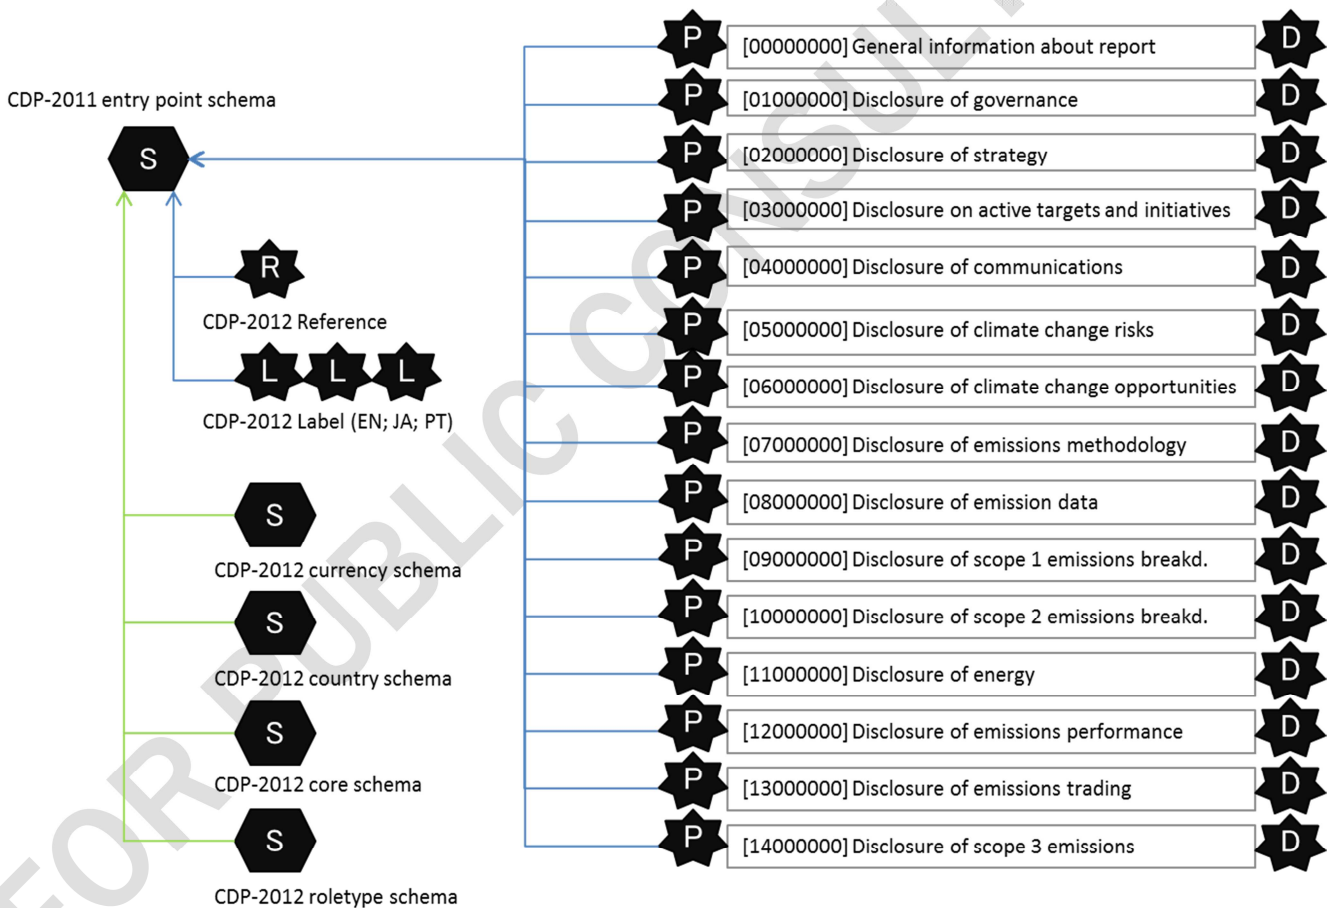 CDP-2011 entry point schema
S
R
CDP-2012 Reference
L L L
CDP-2012 Label (EN; JA; PT)
S
CDP-2012 currency schema
S
CDP-2012 country schema
S
CDP-2012 core schema
S
CDP-2012 roletype schema
P [00000000] General information about report D
P [01000000] Disclosure of governance D
P [02000000] Disclosure of strategy D
P [03000000] Disclosure on active targets and initiatives D
P [04000000] Disclosure of communications D
P [05000000] Disclosure of climate change risks D
P [06000000] Disclosure of climate change opportunities D
P [07000000] Disclosure of emissions methodology D
P [08000000] Disclosure of emission data D
P [09000000] Disclosure of scope 1 emissions breakd. D
P [10000000] Disclosure of scope 2 emissions breakd. D
P [11000000] Disclosure of energy D
P [12000000] Disclosure of emissions performance D
P [13000000] Disclosure of emissions trading D
P [14000000] Disclosure of scope 3 emissions D
FOR PUBLIC